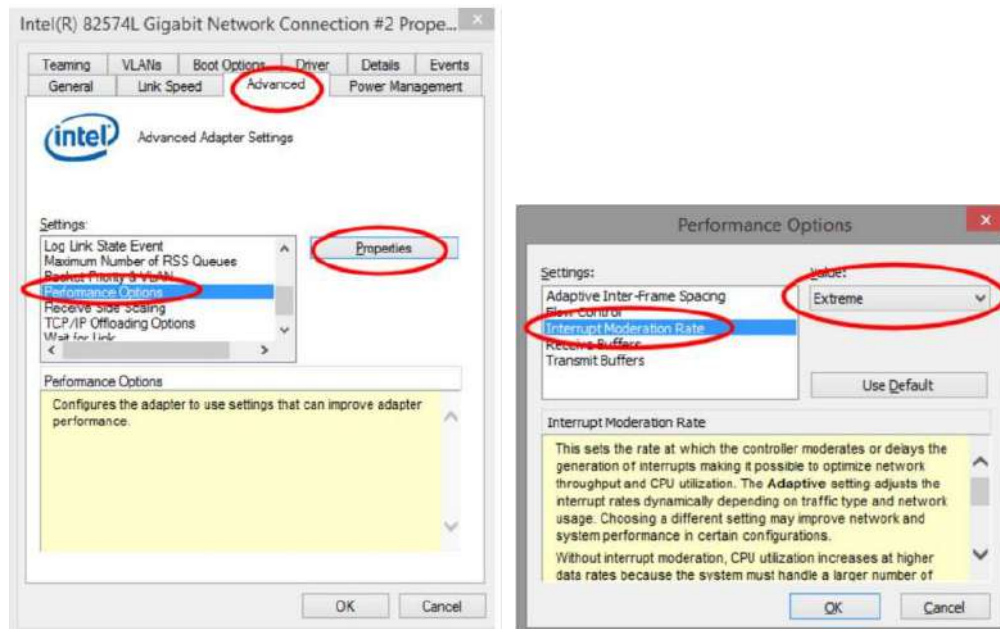 Intel(R) 82574L Gigabit Network Connection #2 Prope...
Teaming VLANs Boot Options Driver Details Events
General Link Speed Advanced Power Management
intel
Advanced Adapter Settings
Settings:
Log Link State Event
Maximum Number of RSS Queues
Packet Priority & VLAN
Performance Options
Receive Side Scaling
TCP/IP Offloading Options
Wait for Link
Properties
Performance Options
Configures the adapter to use settings that can improve adapter
performance.
OK Cancel
Performance Options
Settings:
Adaptive Inter-Frame Spacing
Flow Control
Interrupt Moderation Rate
Receive Buffers
Transmit Buffers
Value:
Extreme
Use Default
Interrupt Moderation Rate
This sets the rate at which the controller moderates or delays the
generation of interrupts making it possible to optimize network
throughput and CPU utilization. The Adaptive setting adjusts the
interrupt rates dynamically depending on traffic type and network
usage. Choosing a different setting may improve network and
system performance in certain configurations.
Without interrupt moderation, CPU utilization increases at higher
data rates because the system must handle a larger number of
OK Cancel